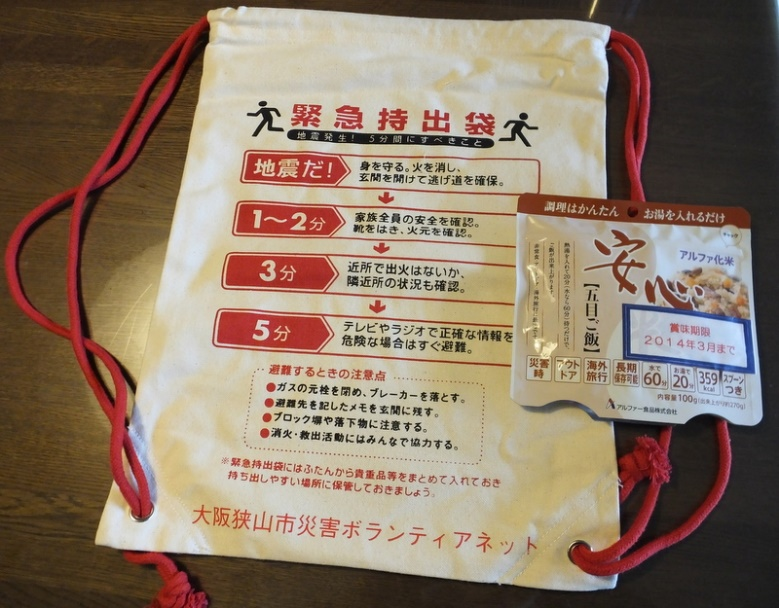 緊急持出袋
地震発生! 5分間にすべきこと
地震だ!
身を守る。火を消し、
玄関を開けて逃げ道を確保。
1〜2分
家族全員の安全を確認。
靴をはき、火元を確認。
3分
近所で出火はないか、
隣近所の状況も確認。
5分
テレビやラジオで正確な情報を
危険な場合はすぐ避難。
避難するときの注意点
●ガスの元栓を閉め、ブレーカーを落とす。
●避難先を記したメモを玄関に残す。
●ブロック塀や落下物に注意する。
●消火・救出活動にはみんなで協力する。
※緊急持出袋にはふだんから貴重品等をまとめて入れておき
持ち出しやすい場所に保管しておきましょう。
大阪狭山市災害ボランティアネット
調理はかんたん お湯を入れるだけ
安心
アルファ化米
【五目ご飯】
賞味期限
2014年3月まで
災害時
アウトドア
海外旅行
長期保存可能
水で60分
お湯で20分
359kcal
スプーンつき
内容量100g(出来上がり約270g)
アルファー食品株式会社